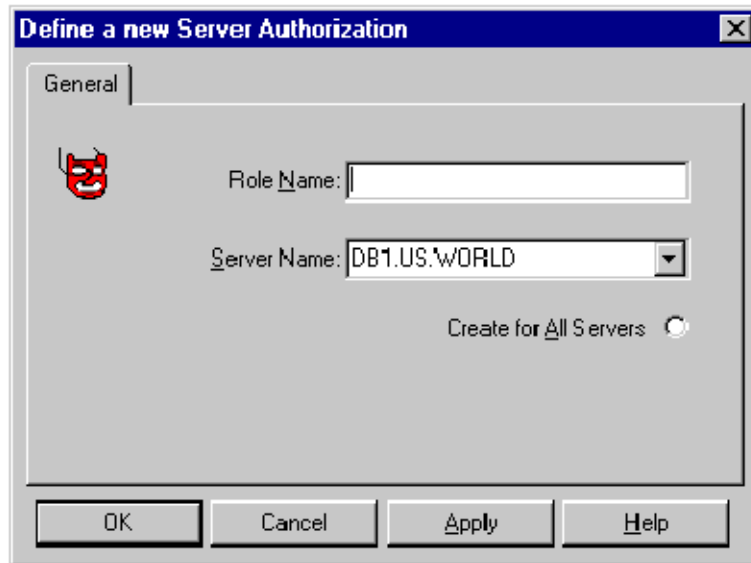 Define a new Server Authorization
General
Role Name:
Server Name: DB1.US.WORLD
Create for All Servers
OK Cancel Apply Help